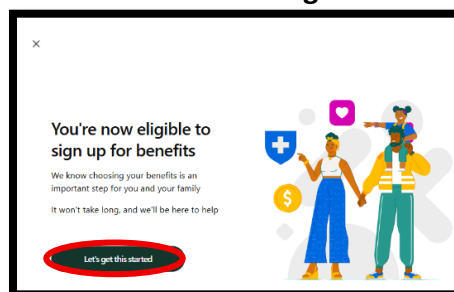 ×
You're now eligible to
sign up for benefits
We know choosing your benefits is an
important step for you and your family
It won't take long, and we'll be here to help
$
Let's get this started